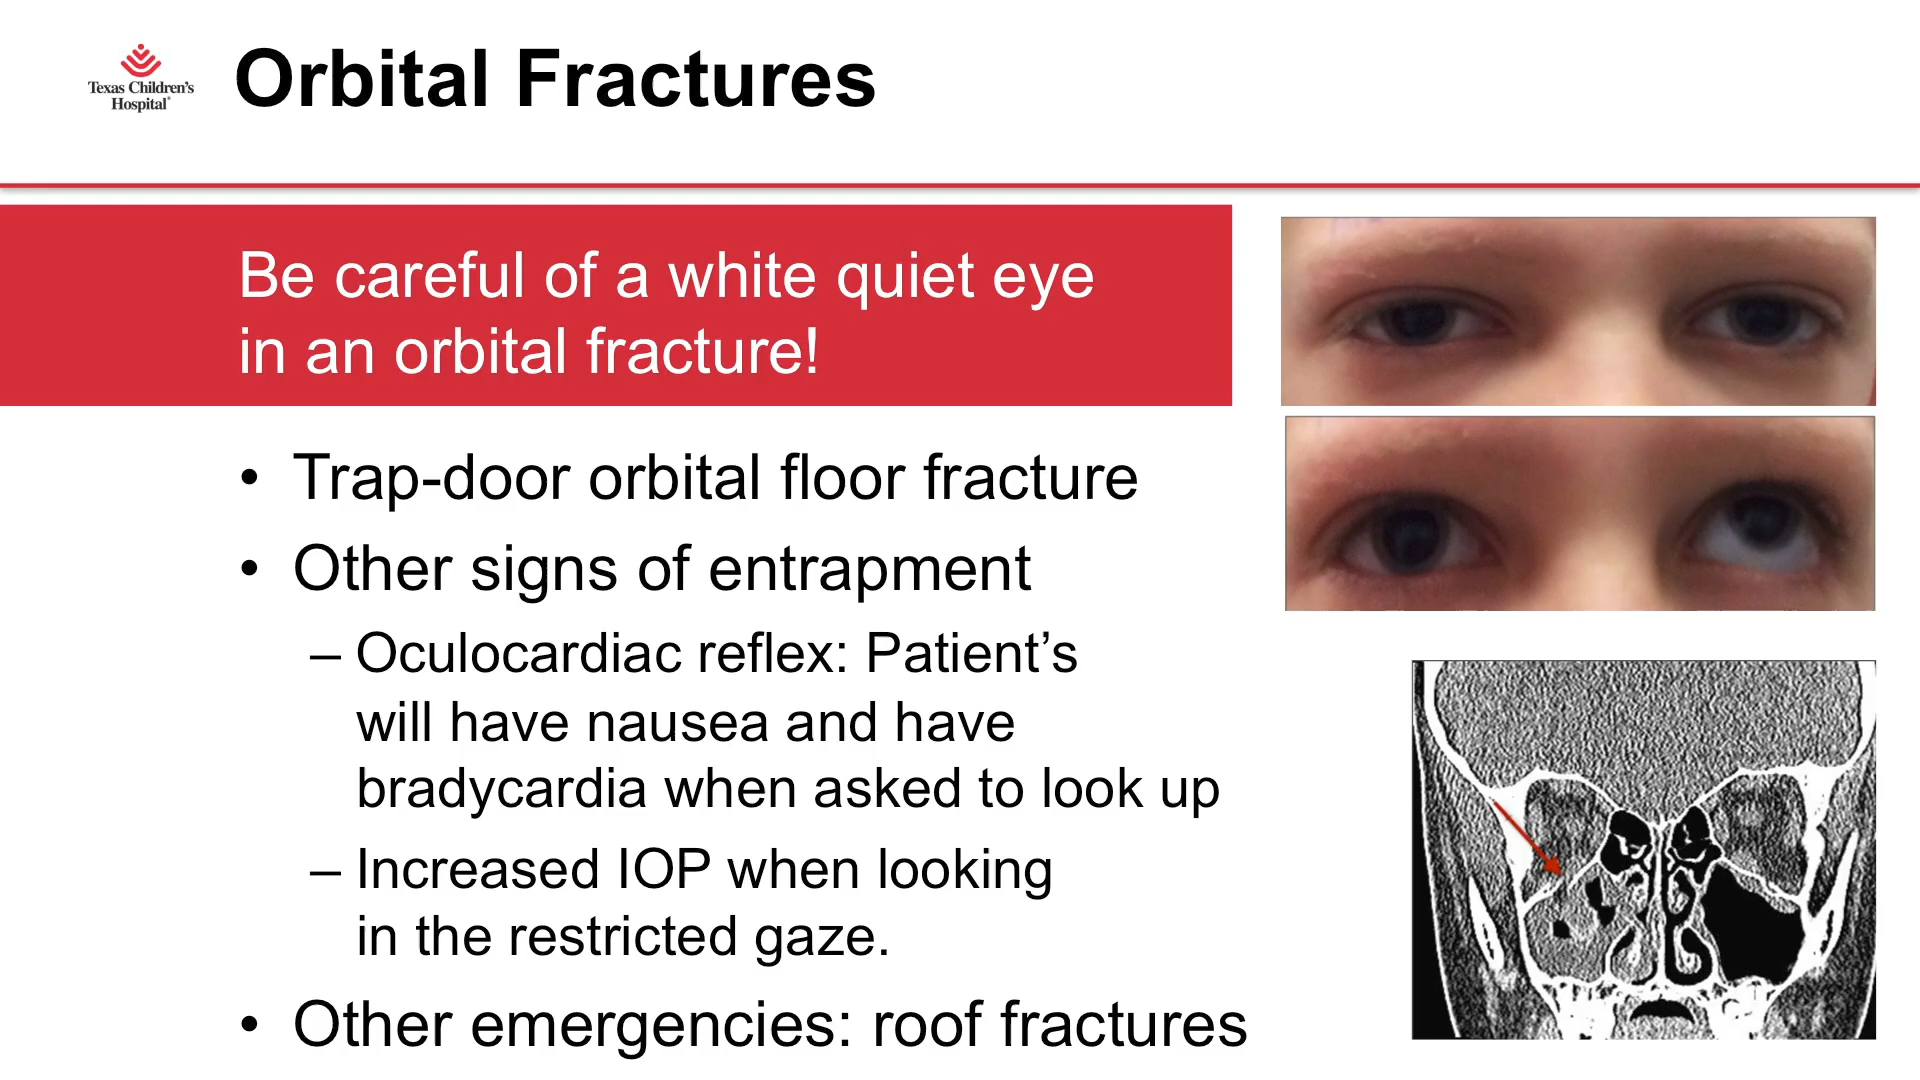 Texas Children's
Hospital
Orbital Fractures
Be careful of a white quiet eye
in an orbital fracture!
• Trap-door orbital floor fracture
• Other signs of entrapment
– Oculocardiac reflex: Patient’s
will have nausea and have
bradycardia when asked to look up
– Increased IOP when looking
in the restricted gaze.
• Other emergencies: roof fractures